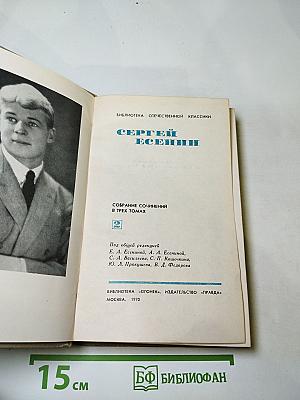 БИБЛИОТЕКА ОТЕЧЕСТВЕННОЙ КЛАССИКИ
СЕРГЕЙ
ЕСЕНИН
СОБРАНИЕ СОЧИНЕНИЙ
В ТРЕХ ТОМАХ
2
Под общей редакцией
Е. А. Есениной, А. А. Есениной,
С. А. Васильева, С. П. Кошечкина,
Ю. Л. Прокушева, В. Д. Федорова
БИБЛИОТЕКА «ОГОНЕК», ИЗДАТЕЛЬСТВО «ПРАВДА»
МОСКВА. 1970
15 см
БФ БИБЛИОФАН